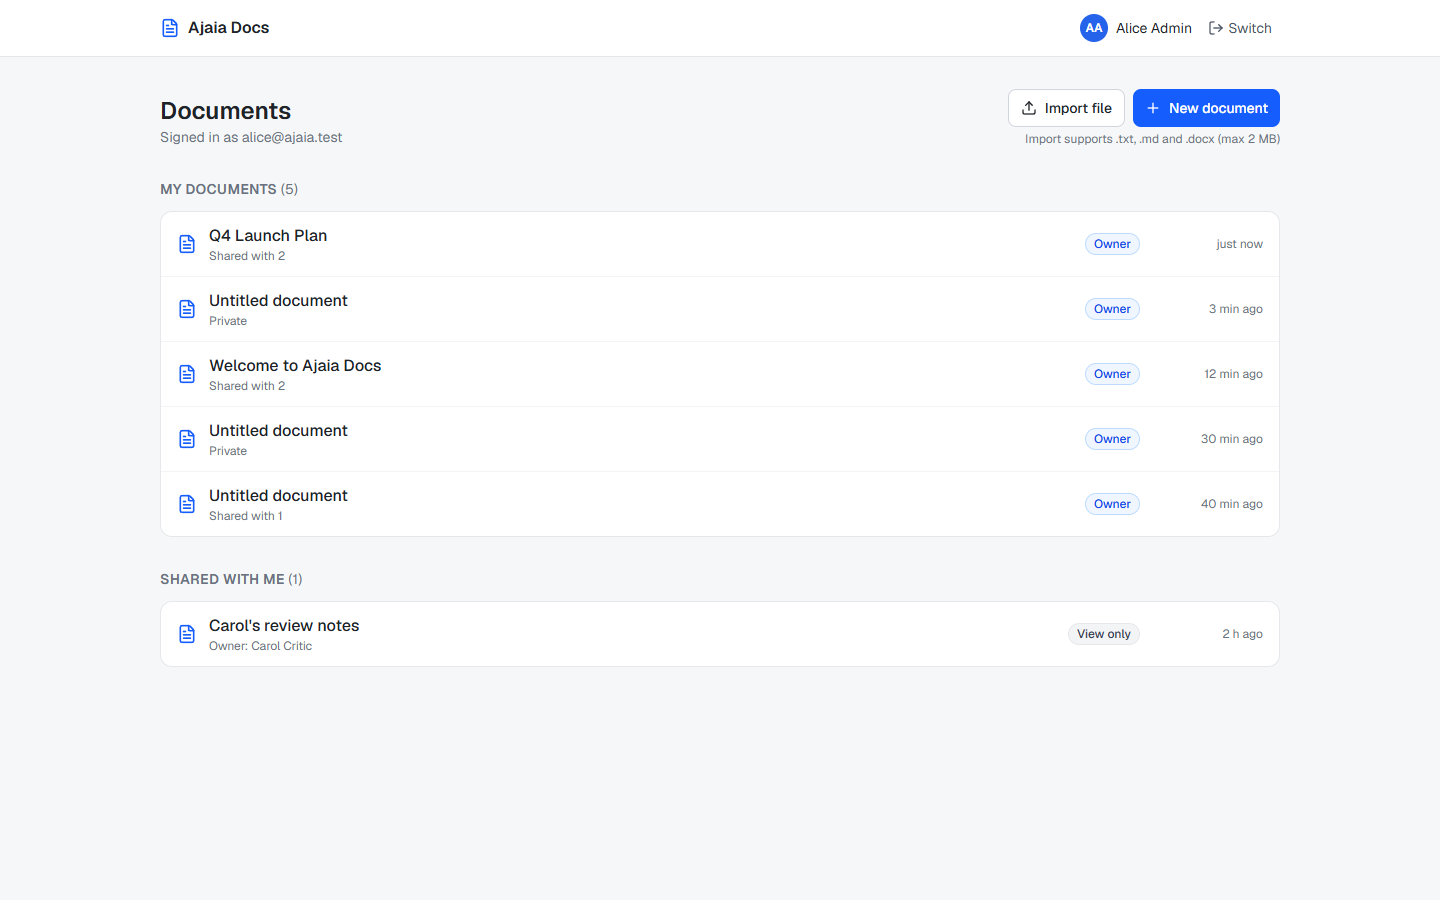 Ajaia Docs
AA Alice Admin Switch
Documents
Signed in as alice@ajaia.test
Import file
New document
Import supports .txt, .md and .docx (max 2 MB)
MY DOCUMENTS (5)
Q4 Launch Plan
Shared with 2
Owner
just now
Untitled document
Private
Owner
3 min ago
Welcome to Ajaia Docs
Shared with 2
Owner
12 min ago
Untitled document
Private
Owner
30 min ago
Untitled document
Shared with 1
Owner
40 min ago
SHARED WITH ME (1)
Carol's review notes
Owner: Carol Critic
View only
2 h ago